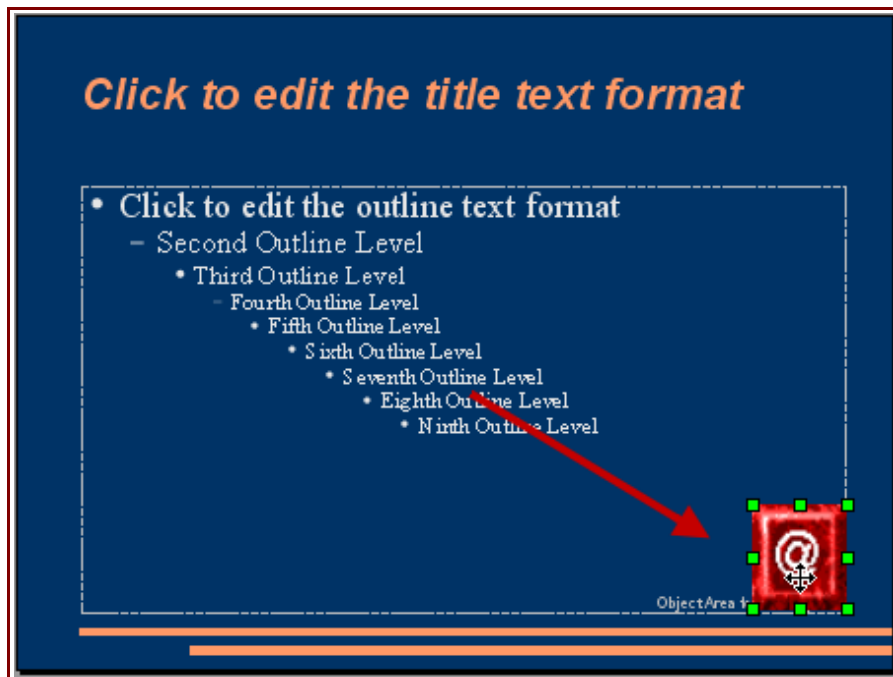 Click to edit the title text format
• Click to edit the outline text format
– Second Outline Level
• Third Outline Level
– Fourth Outline Level
• Fifth Outline Level
• Sixth Outline Level
• Seventh Outline Level
• Eighth Outline Level
• Ninth Outline Level
@
Object Area